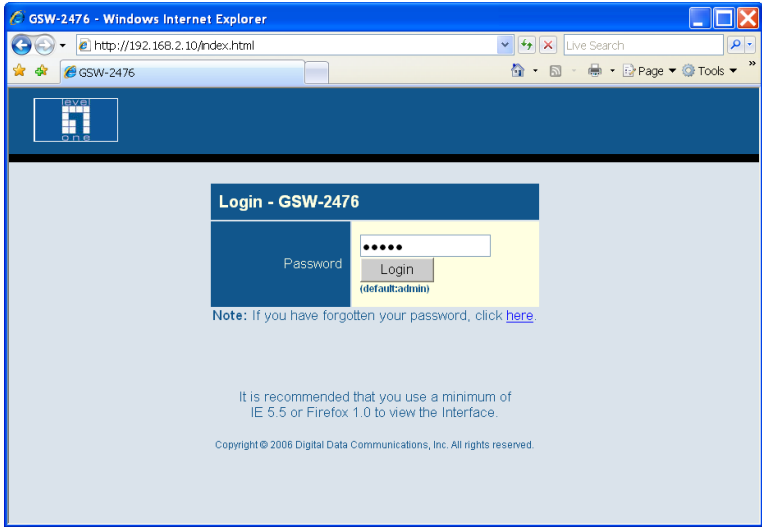 GSW-2476 - Windows Internet Explorer
http://192.168.2.10/index.html
Live Search
GSW-2476
Page
Tools
level
one
Login - GSW-2476
Password
•••••
Login
(default:admin)
Note: If you have forgotten your password, click here.
It is recommended that you use a minimum of
IE 5.5 or Firefox 1.0 to view the Interface.
Copyright © 2006 Digital Data Communications, Inc. All rights reserved.